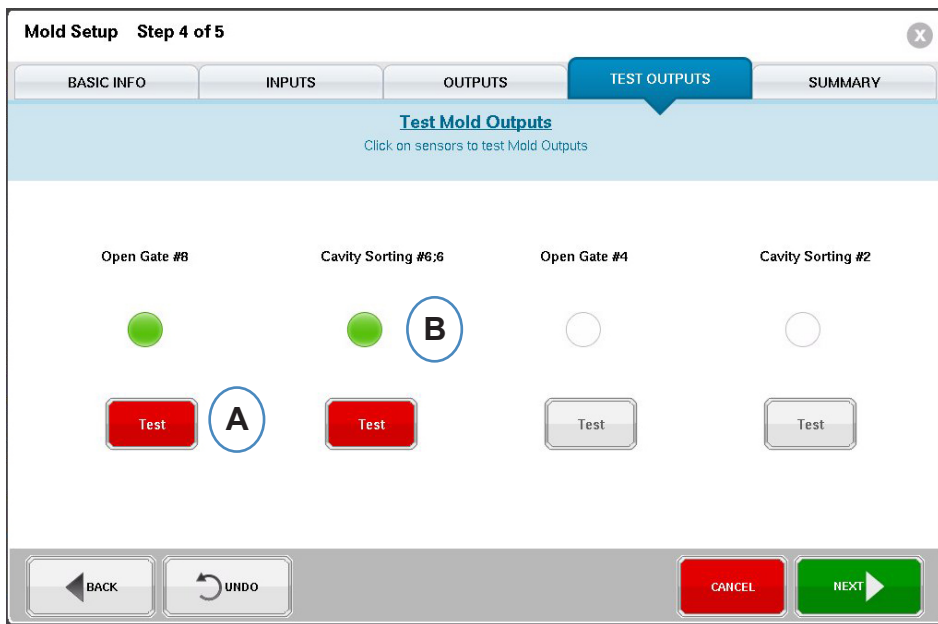 Mold Setup Step 4 of 5
X
BASIC INFO
INPUTS
OUTPUTS
TEST OUTPUTS
SUMMARY
Test Mold Outputs
Click on sensors to test Mold Outputs
Open Gate #8
Cavity Sorting #6;6
Open Gate #4
Cavity Sorting #2
B
Test
A
Test
Test
Test
BACK
UNDO
CANCEL
NEXT